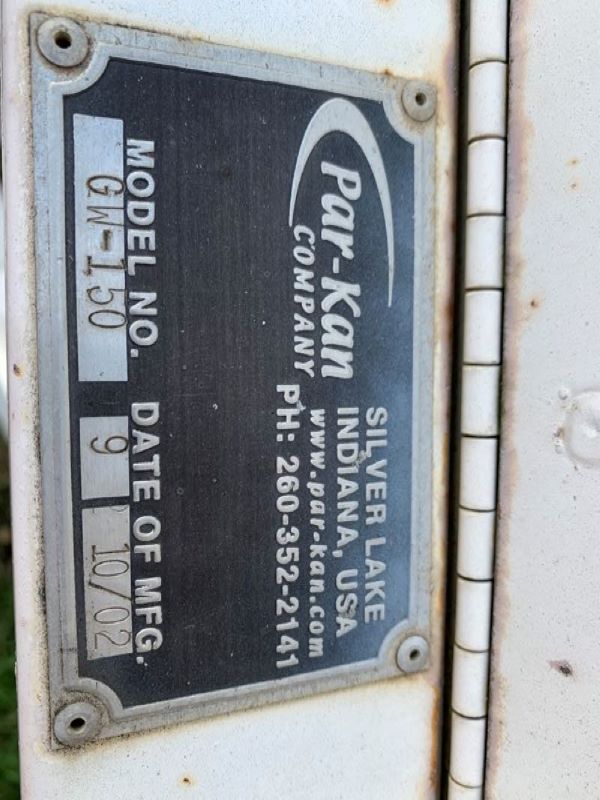 Par-Kan
COMPANY
SILVER LAKE
INDIANA, USA
www.par-kan.com
PH: 260-352-2141
MODEL NO. DATE OF MFG.
GW-150 9 10/02